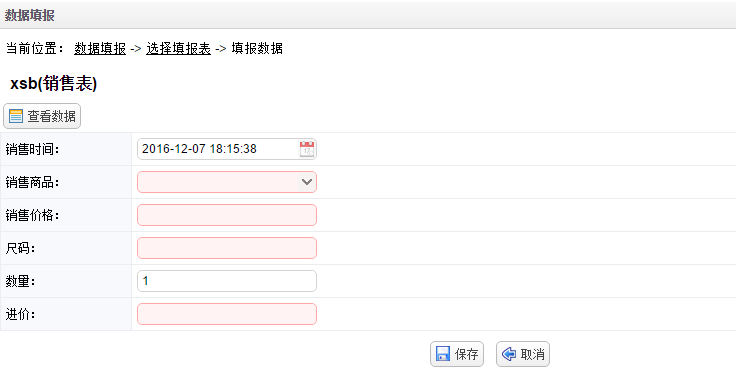 数据填报
当前位置: 数据填报 -> 选择填报表 -> 填报数据
xsb(销售表)
查看数据
销售时间: 2016-12-07 18:15:38
销售商品:
销售价格:
尺码:
数量: 1
进价:
保存 取消